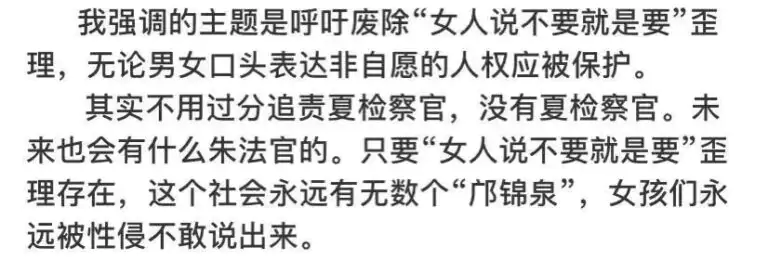 我强调的主题是呼吁废除“女人说不要就是要”歪
理，无论男女口头表达非自愿的人权应被保护。
其实不用过分追责夏检察官，没有夏检察官。未
来也会有什么朱法官的。只要“女人说不要就是要”歪
理存在，这个社会永远有无数个“邝锦泉”，女孩们永
远被性侵不敢说出来。